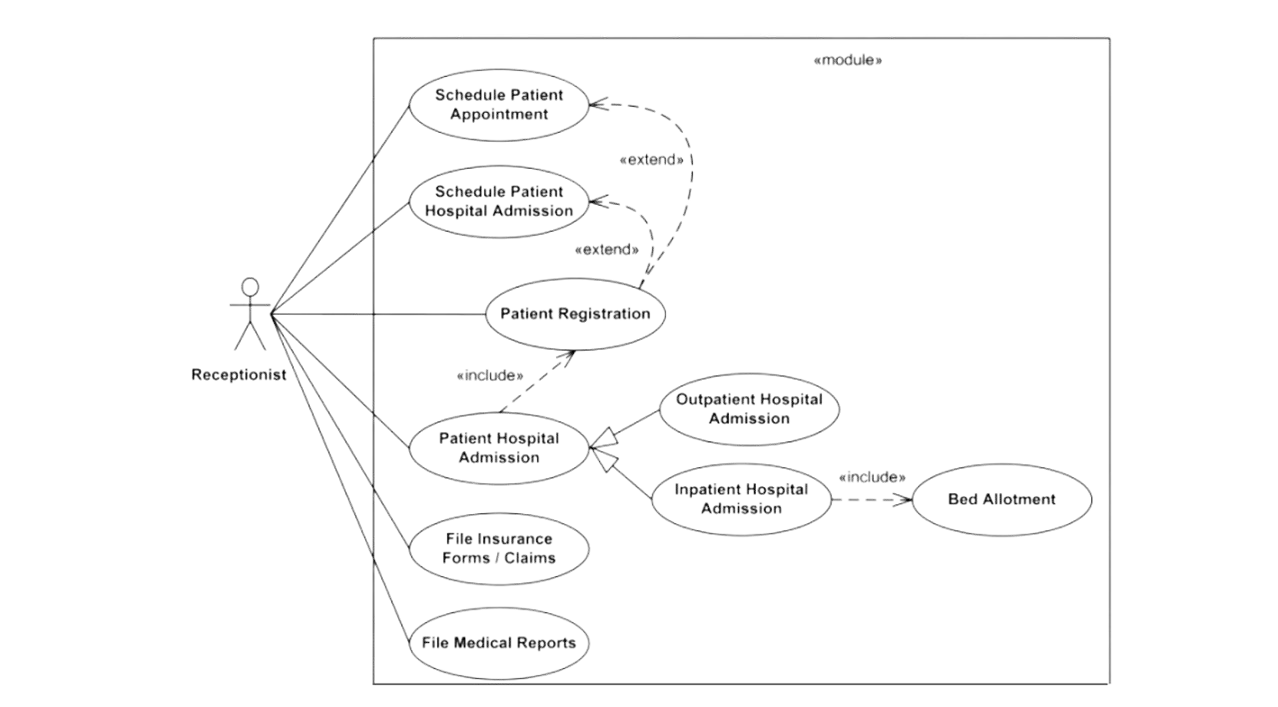 «module»
Schedule Patient
Appointment
«extend»
Schedule Patient
Hospital Admission
«extend»
Patient Registration
Receptionist
«include»
Outpatient Hospital
Admission
Patient Hospital
Admission
«include»
Inpatient Hospital
Admission
Bed Allotment
File Insurance
Forms / Claims
File Medical Reports